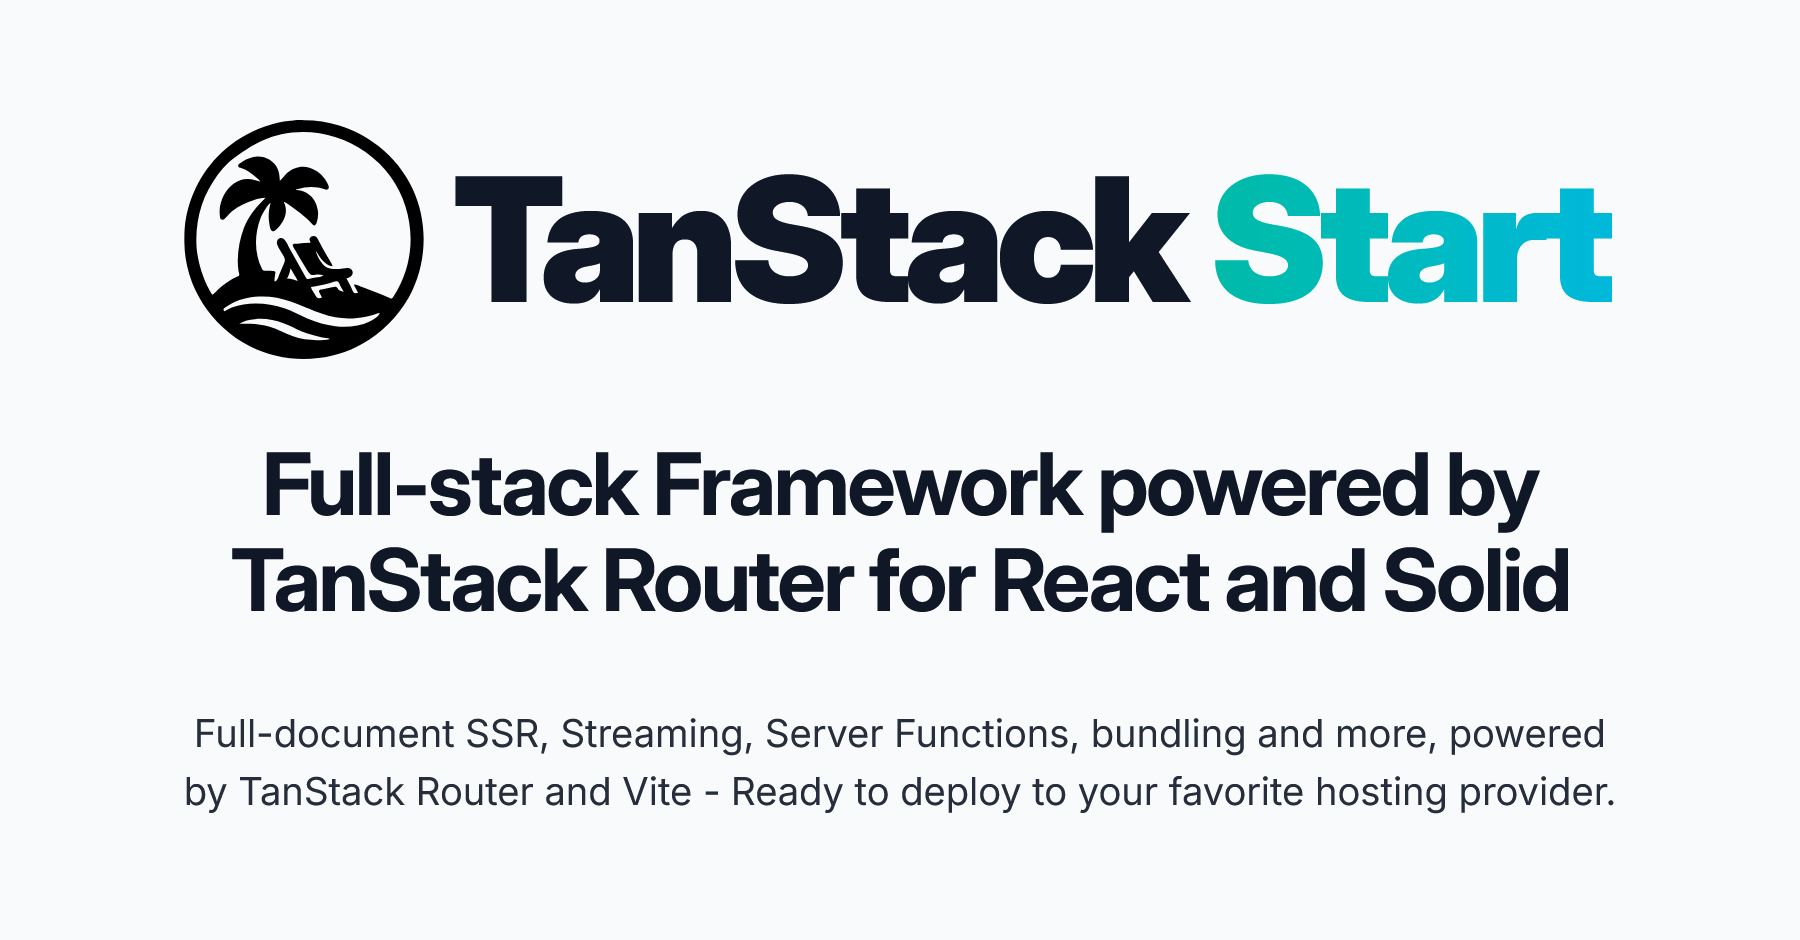 TanStack Start
Full-stack Framework powered by
TanStack Router for React and Solid
Full-document SSR, Streaming, Server Functions, bundling and more, powered
by TanStack Router and Vite - Ready to deploy to your favorite hosting provider.